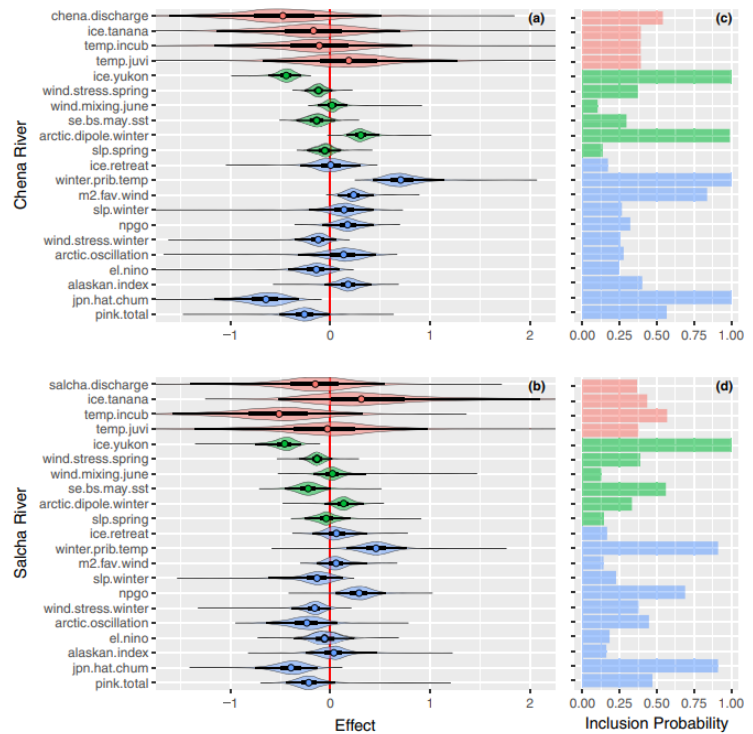 chena.discharge
ice.tanana
temp.incub
temp.juvi
ice.yukon
wind.stress.spring
wind.mixing.june
se.bs.may.sst
arctic.dipole.winter
slp.spring
ice.retreat
winter.prib.temp
m2.fav.wind
slp.winter
npgo
wind.stress.winter
arctic.oscillation
el.nino
alaskan.index
jpn.hat.chum
pink.total
Chena River
(a)
−1 0 1 2
(c)
0.00 0.25 0.50 0.75 1.00
salcha.discharge
ice.tanana
temp.incub
temp.juvi
ice.yukon
wind.stress.spring
wind.mixing.june
se.bs.may.sst
arctic.dipole.winter
slp.spring
ice.retreat
winter.prib.temp
m2.fav.wind
slp.winter
npgo
wind.stress.winter
arctic.oscillation
el.nino
alaskan.index
jpn.hat.chum
pink.total
Salcha River
(b)
−1 0 1 2
Effect
(d)
0.00 0.25 0.50 0.75 1.00
Inclusion Probability